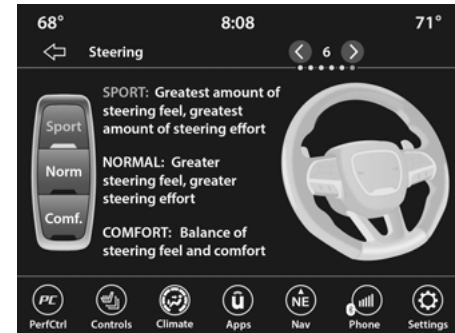 68°
8:08
71°
Steering
6
Sport
Norm
Comf.
SPORT: Greatest amount of
steering feel, greatest
amount of steering effort
NORMAL: Greater
steering feel, greater
steering effort
COMFORT: Balance of
steering feel and comfort
PC
û
NE
PerfCtrl
Controls
Climate
Apps
Nav
Phone
Settings